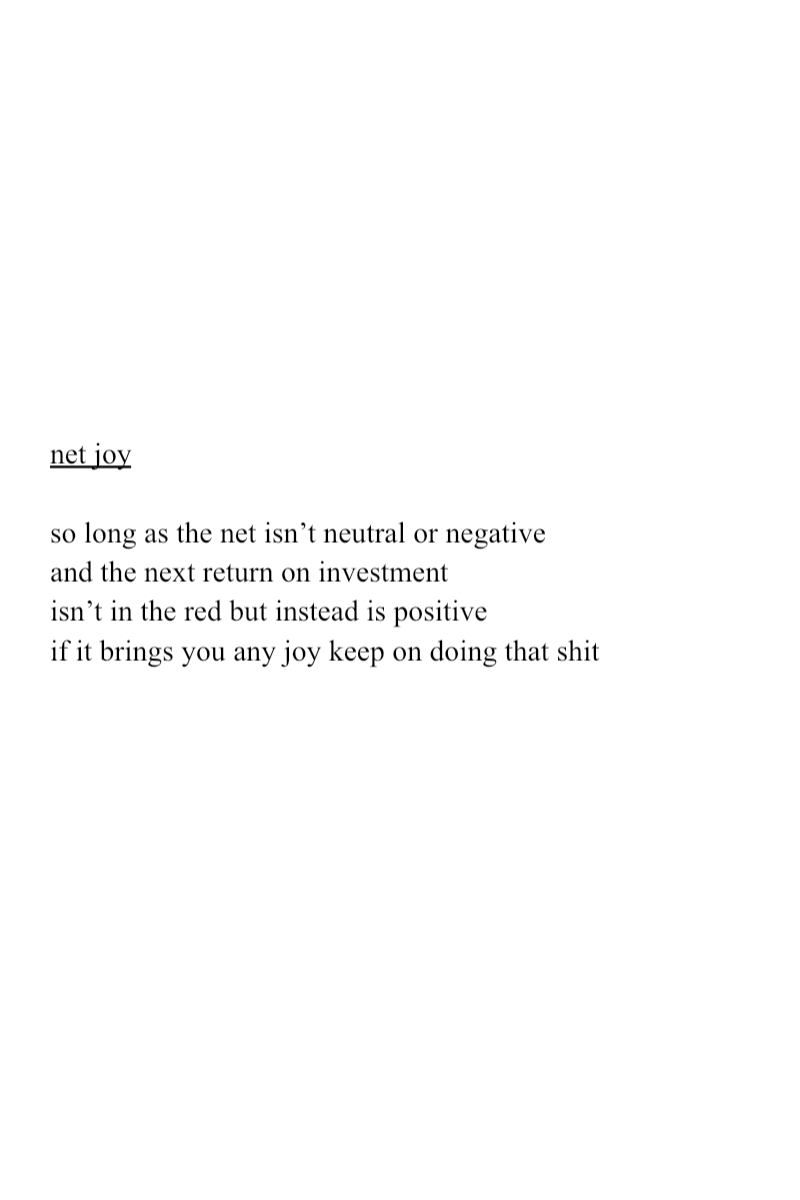 net joy
so long as the net isn’t neutral or negative
and the next return on investment
isn’t in the red but instead is positive
if it brings you any joy keep on doing that shit